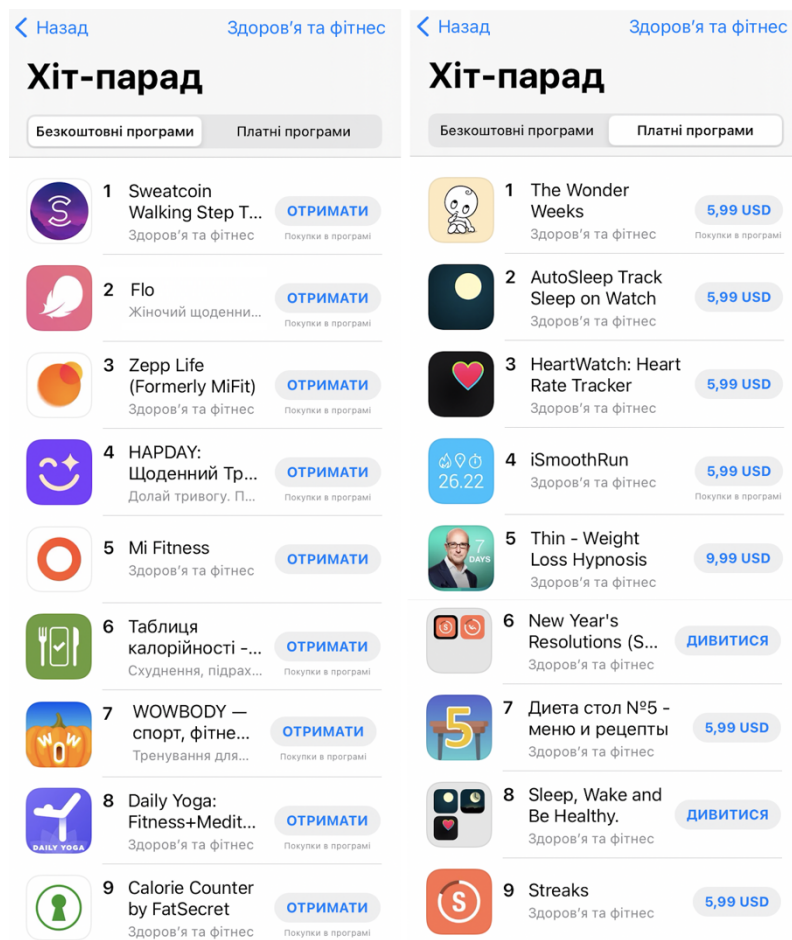 Назад
Здоров'я та фітнес
Хіт-парад
Безкоштовні програми
Платні програми
1
Sweatcoin
Walking Step T...
Здоров'я та фітнес
ОТРИМАТИ
Покупки в програмі
2
Flo
Жіночий щоденни...
ОТРИМАТИ
Покупки в програмі
3
Zepp Life
(Formerly MiFit)
Здоров'я та фітнес
ОТРИМАТИ
Покупки в програмі
4
HAPDAY:
Щоденний Тр...
Долай тривогу. П...
ОТРИМАТИ
Покупки в програмі
5
Mi Fitness
Здоров'я та фітнес
ОТРИМАТИ
6
Таблиця
калорійності -...
Схуднення, підрах...
ОТРИМАТИ
Покупки в програмі
WOW
7
WOWBODY —
спорт, фітне...
Тренування для...
ОТРИМАТИ
Покупки в програмі
DAILY YOGA
8
Daily Yoga:
Fitness+Medit...
Здоров'я та фітнес
ОТРИМАТИ
Покупки в програмі
9
Calorie Counter
by FatSecret
Здоров'я та фітнес
ОТРИМАТИ
Покупки в програмі
Назад
Здоров'я та фітнес
Хіт-парад
Безкоштовні програми
Платні програми
1
The Wonder
Weeks
Здоров'я та фітнес
5,99 USD
Покупки в програмі
2
AutoSleep Track
Sleep on Watch
Здоров'я та фітнес
5,99 USD
3
HeartWatch: Heart
Rate Tracker
Здоров'я та фітнес
5,99 USD
26.22
4
iSmoothRun
Здоров'я та фітнес
5,99 USD
Покупки в програмі
7
DAYS
5
Thin - Weight
Loss Hypnosis
Здоров'я та фітнес
9,99 USD
6
New Year's
Resolutions (S...
Здоров'я та фітнес
ДИВИТИСЯ
5
7
Диета стол №5 -
меню и рецепты
Здоров'я та фітнес
5,99 USD
8
Sleep, Wake and
Be Healthy.
Здоров'я та фітнес
ДИВИТИСЯ
S
9
Streaks
Здоров'я та фітнес
5,99 USD